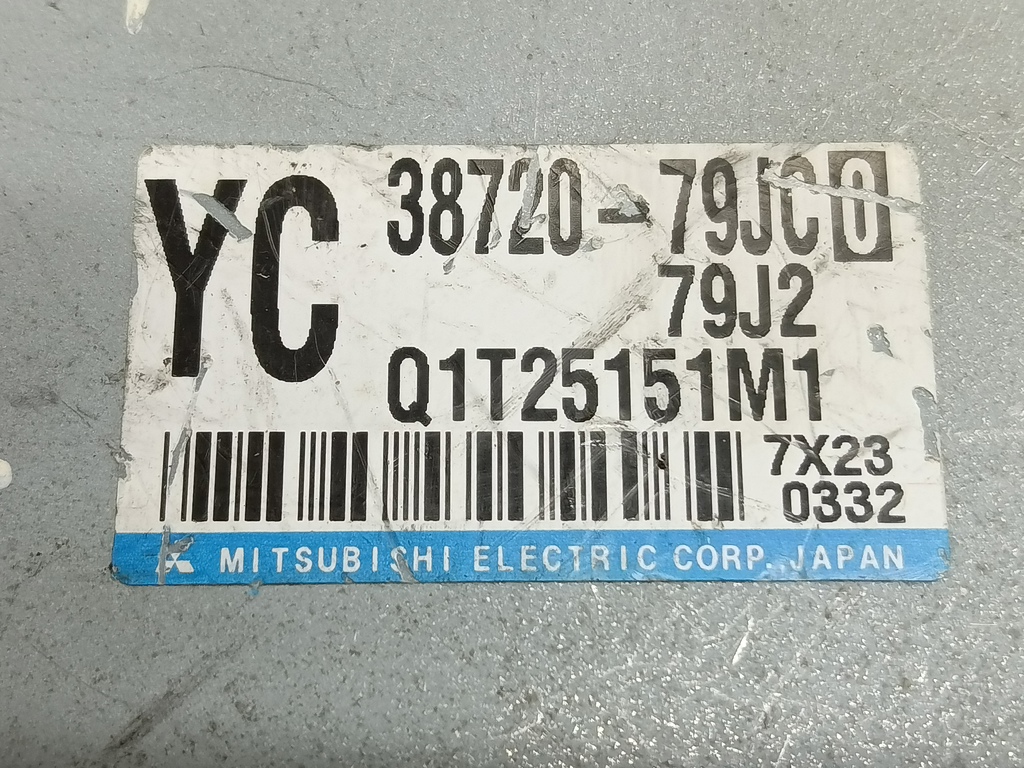 YC
38720-79JC0
79J2
Q1T25151M1
7X23
0332
MITSUBISHI ELECTRIC CORP. JAPAN